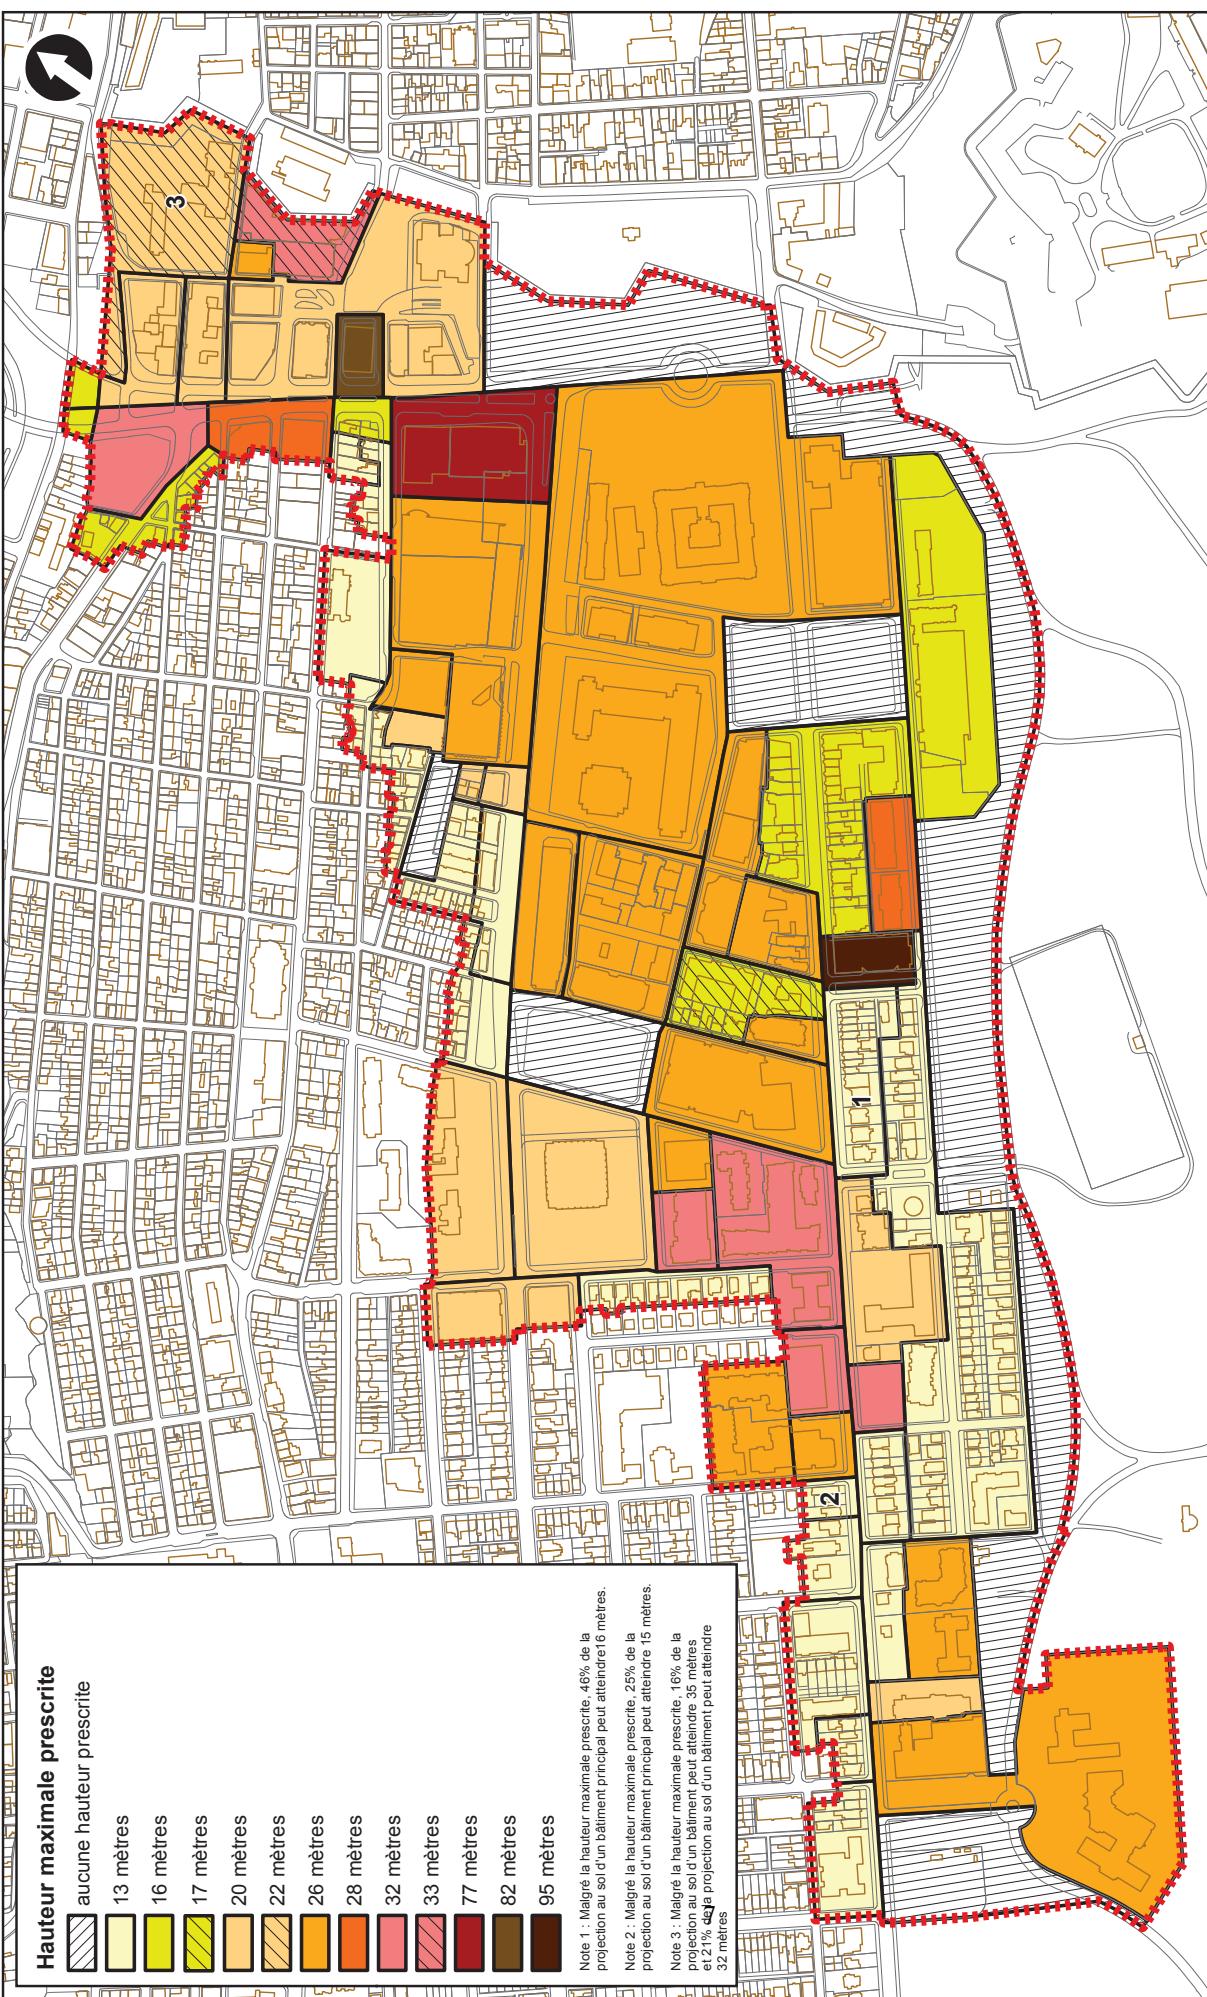 Hauteur maximale prescrite
aucune hauteur prescrite
13 mètres
16 mètres
17 mètres
20 mètres
22 mètres
26 mètres
28 mètres
32 mètres
33 mètres
77 mètres
82 mètres
95 mètres
Note 1 : Malgré la hauteur maximale prescrite, 46% de la
projection au sol d'un bâtiment principal peut atteindre16 mètres.
Note 2 : Malgré la hauteur maximale prescrite, 25% de la
projection au sol d'un bâtiment principal peut atteindre 15 mètres.
Note 3 : Malgré la hauteur maximale prescrite, 16% de la
projection au sol d'un bâtiment peut atteindre 35 mètres
et 21% de la projection au sol d'un bâtiment peut atteindre
32 mètres
3
1
2